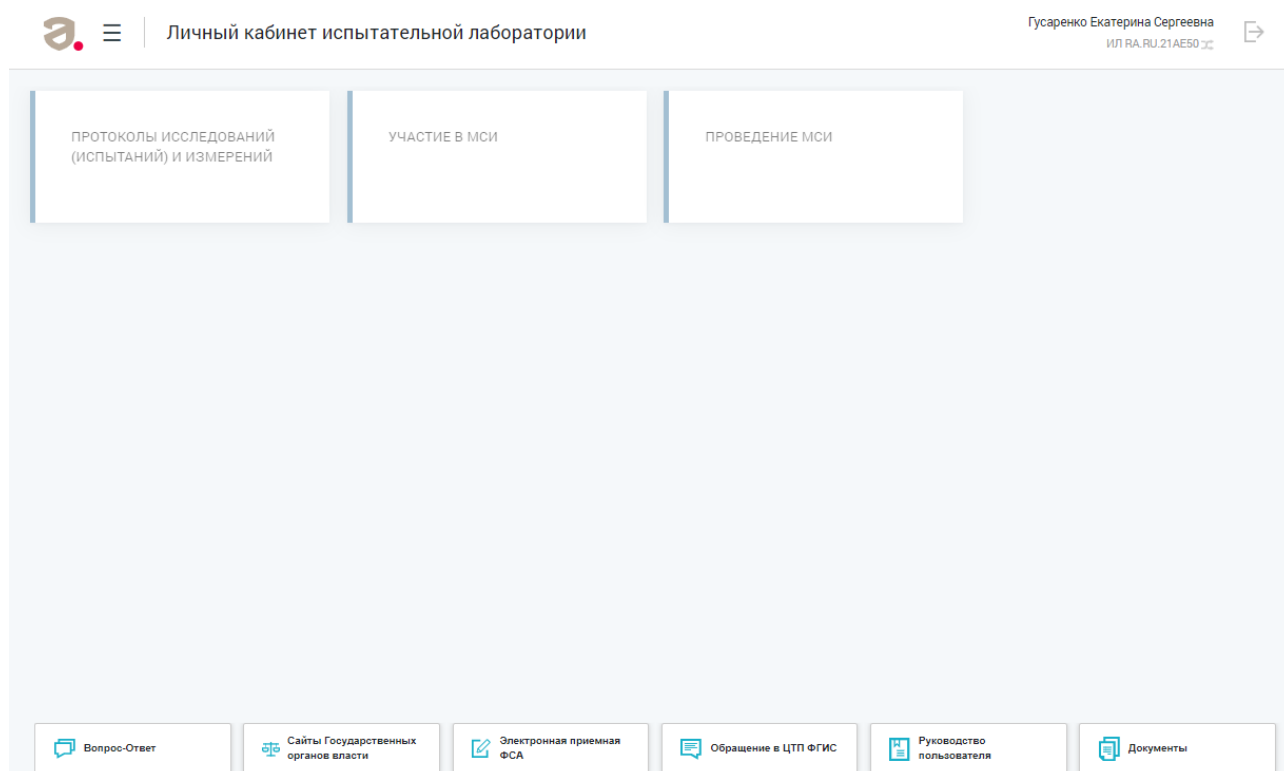 Личный кабинет испытательной лаборатории
Гусаренко Екатерина Сергеевна
ИЛ RA.RU.21АЕ50
ПРОТОКОЛЫ ИССЛЕДОВАНИЙ
(ИСПЫТАНИЙ) И ИЗМЕРЕНИЙ
УЧАСТИЕ В МСИ
ПРОВЕДЕНИЕ МСИ
Вопрос-Ответ
Сайты Государственных
органов власти
Электронная приемная
ФСА
Обращение в ЦТП ФГИС
Руководство
пользователя
Документы